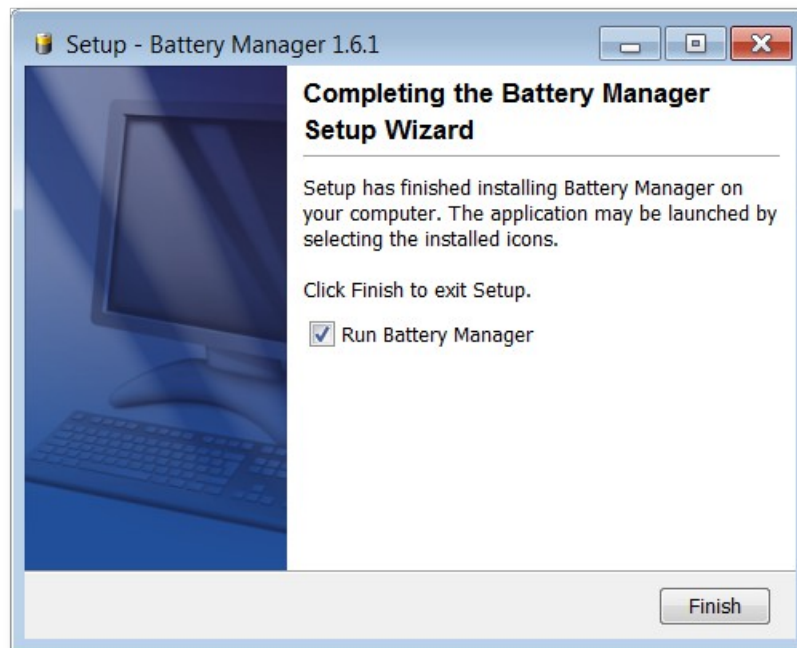 Setup - Battery Manager 1.6.1
Completing the Battery Manager
Setup Wizard
Setup has finished installing Battery Manager on
your computer. The application may be launched by
selecting the installed icons.
Click Finish to exit Setup.
Run Battery Manager
Finish